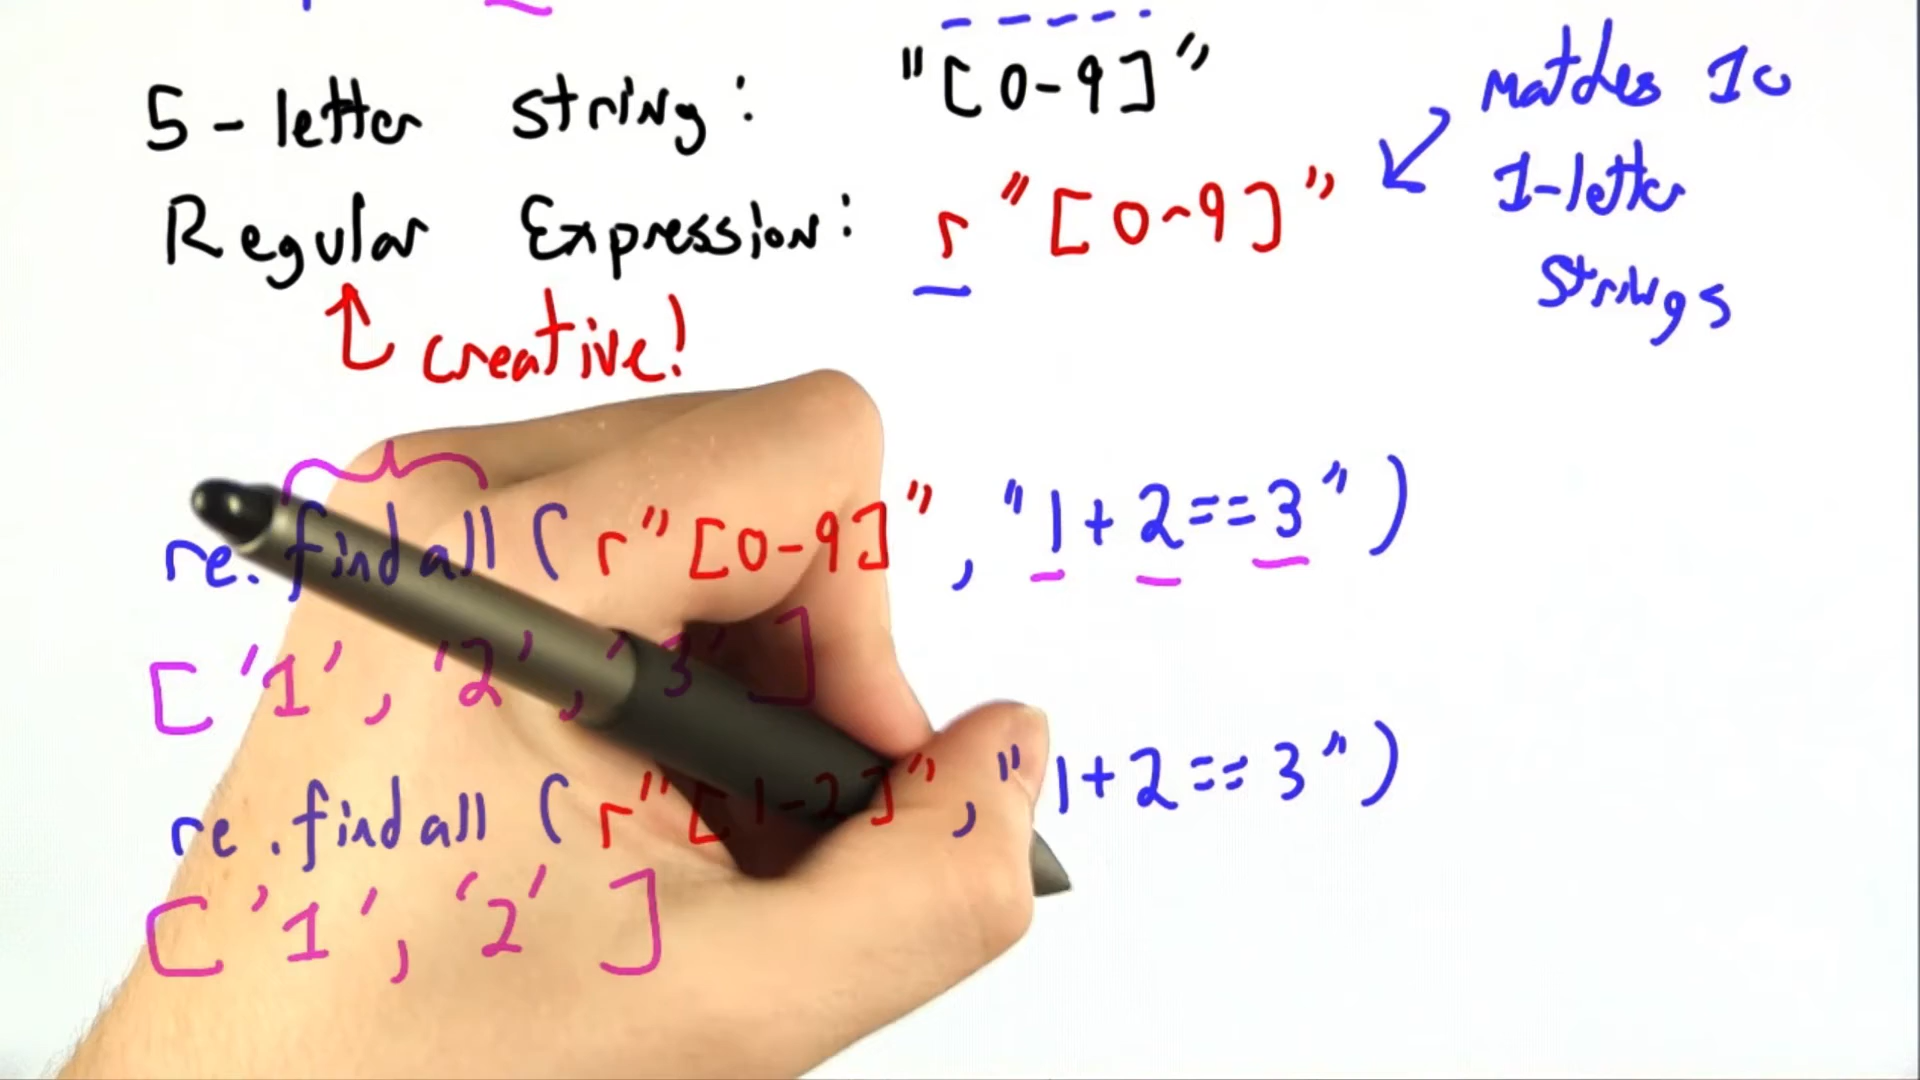 5-letter string: "[0-9]"
Regular Expression: r"[0-9]"
matches 10
1-letter
strings
creative!
re.findall(r"[0-9]", "1+2==3")
['1', '2', '3']
re.findall(r"[1-2]", "1+2==3")
['1', '2']